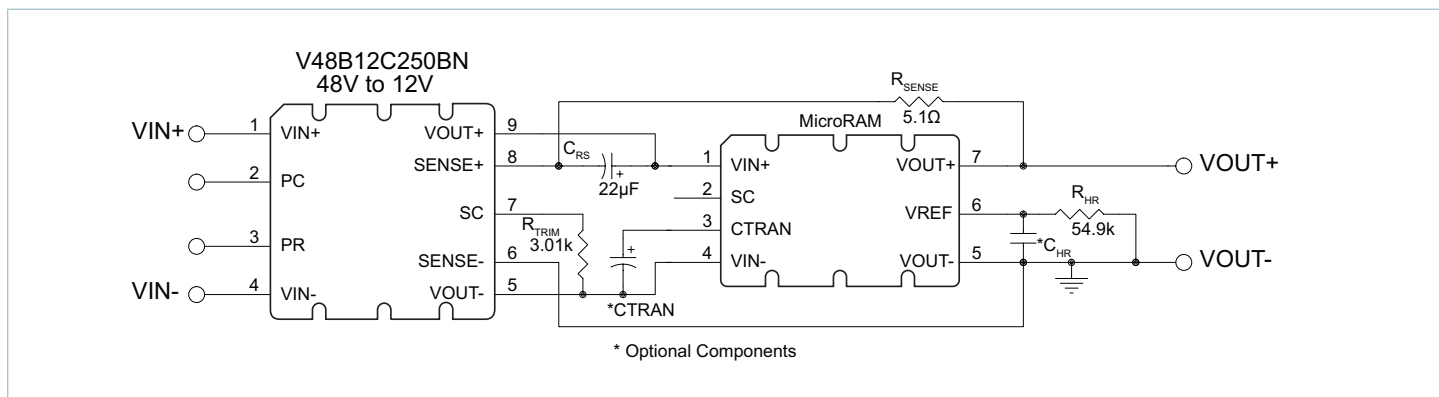 V48B12C250BN
48V to 12V
VIN+
1
VIN+
VOUT+
9
2
PC
SENSE+
8
3
PR
SC
7
SENSE-
6
VIN-
4
VIN-
VOUT-
5
C_RS
+
22µF
R_TRIM
3.01k
+
*CTRAN
R_SENSE
5.1Ω
MicroRAM
1
VIN+
VOUT+
7
VOUT+
2
SC
3
CTRAN
VREF
6
R_HR
54.9k
*C_HR
4
VIN-
VOUT-
5
VOUT-
* Optional Components